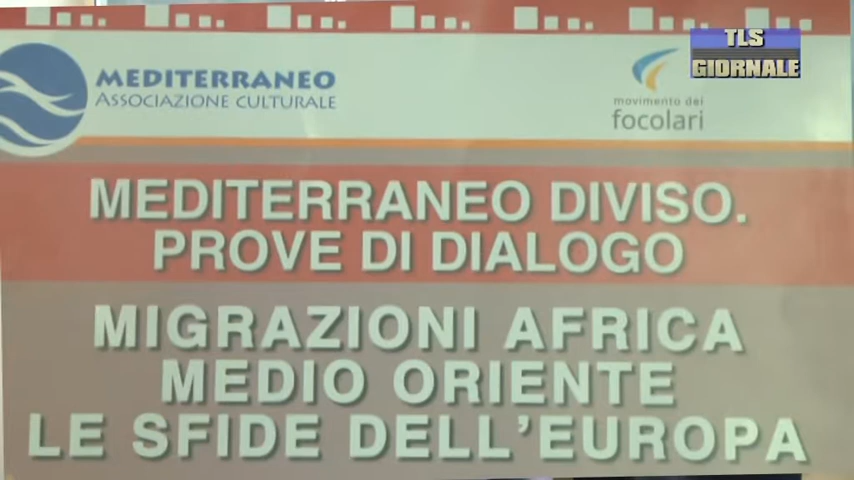 TLS
GIORNALE
MEDITERRANEO
ASSOCIAZIONE CULTURALE
movimento dei
focolari
MEDITERRANEO DIVISO.
PROVE DI DIALOGO
MIGRAZIONI AFRICA
MEDIO ORIENTE
LE SFIDE DELL'EUROPA